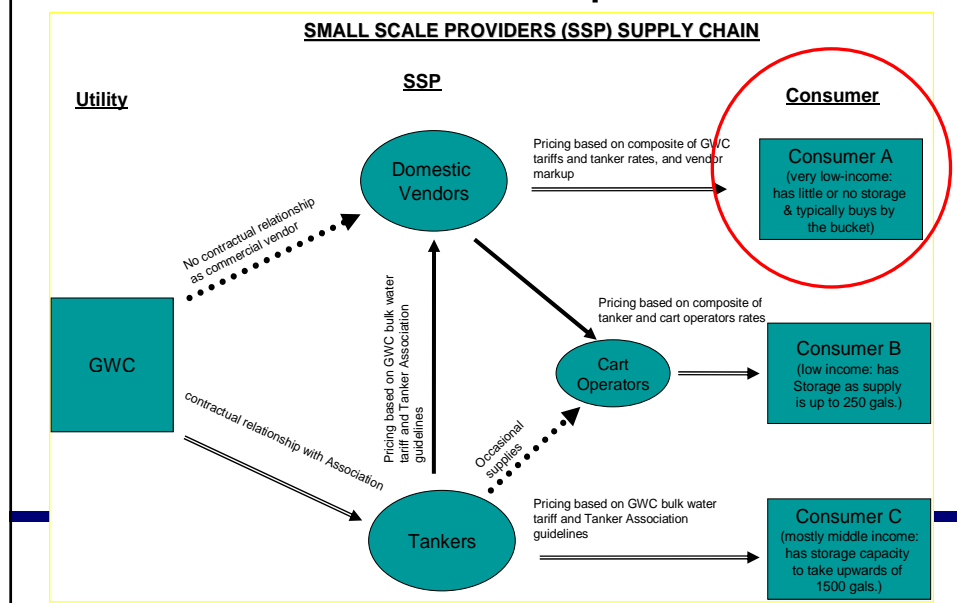 SMALL SCALE PROVIDERS (SSP) SUPPLY CHAIN
Utility
SSP
Consumer
Domestic
Vendors
Pricing based on composite of GWC
tariffs and tanker rates, and vendor
markup
Consumer A
(very low-income:
has little or no storage
& typically buys by
the bucket)
No contractual relationship
as commercial vendor
GWC
Pricing based on GWC bulk water
tariff and Tanker Association
guidelines
Pricing based on composite of
tanker and cart operators rates
Cart
Operators
Consumer B
(low income: has
Storage as supply
is up to 250 gals.)
contractual relationship with Association
Occasional
supplies
Tankers
Pricing based on GWC bulk water
tariff and Tanker Association
guidelines
Consumer C
(mostly middle income:
has storage capacity
to take upwards of
1500 gals.)